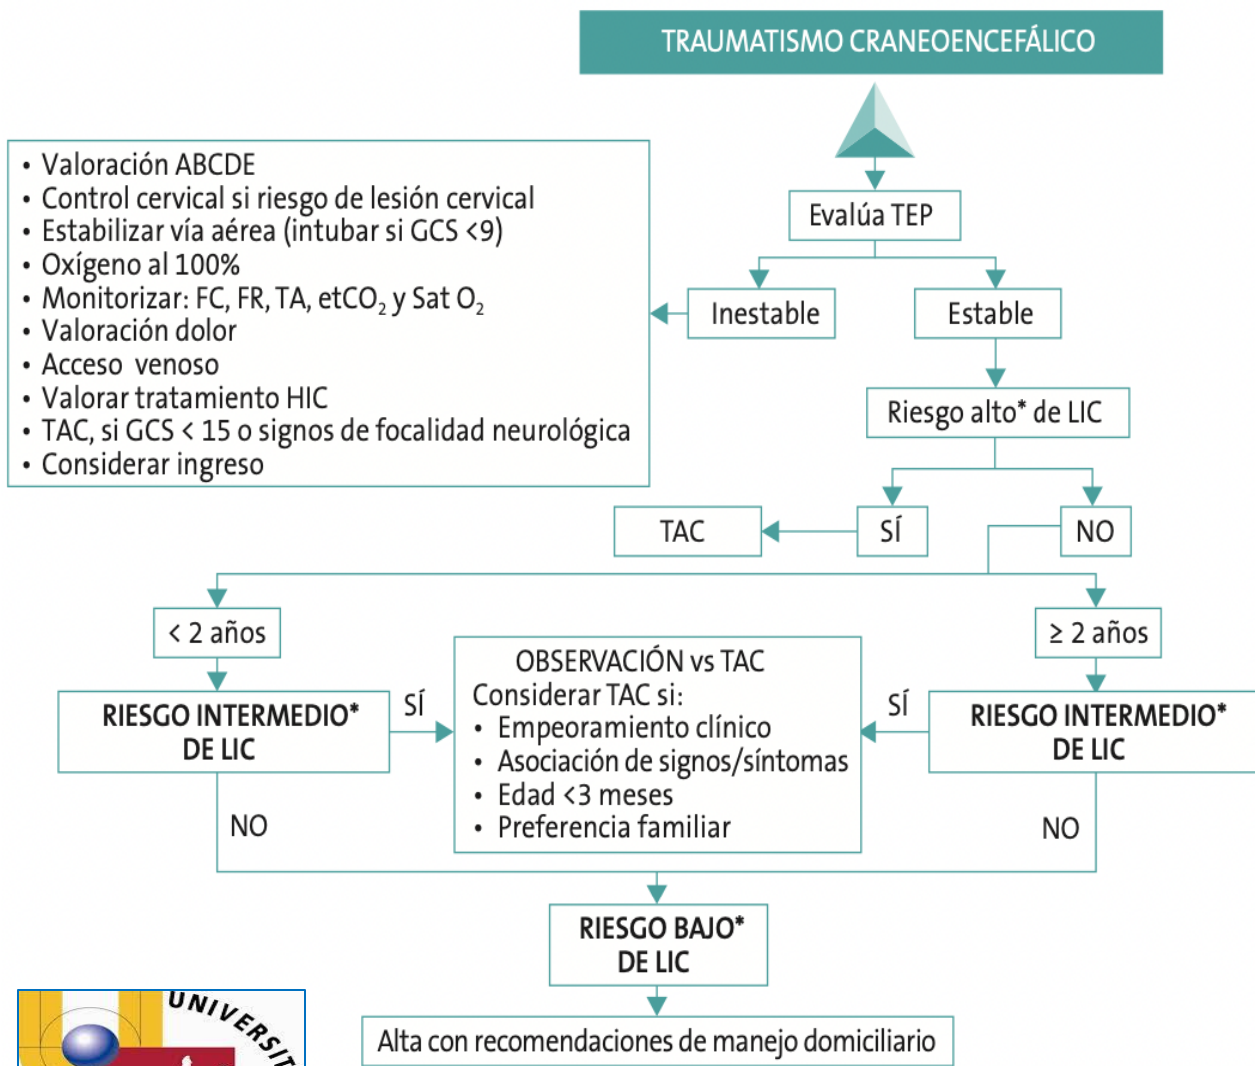 TRAUMATISMO CRANEOENCEFÁLICO
Evalúa TEP
Inestable
Estable
• Valoración ABCDE
• Control cervical si riesgo de lesión cervical
• Estabilizar vía aérea (intubar si GCS <9)
• Oxígeno al 100%
• Monitorizar: FC, FR, TA, etCO₂ y Sat O₂
• Valoración dolor
• Acceso venoso
• Valorar tratamiento HIC
• TAC, si GCS < 15 o signos de focalidad neurológica
• Considerar ingreso
Riesgo alto* de LIC
TAC
SÍ
NO
< 2 años
≥ 2 años
RIESGO INTERMEDIO*
DE LIC
SÍ
OBSERVACIÓN vs TAC
Considerar TAC si:
• Empeoramiento clínico
• Asociación de signos/síntomas
• Edad <3 meses
• Preferencia familiar
SÍ
RIESGO INTERMEDIO*
DE LIC
NO
NO
RIESGO BAJO*
DE LIC
Alta con recomendaciones de manejo domiciliario
UNIVERSIT